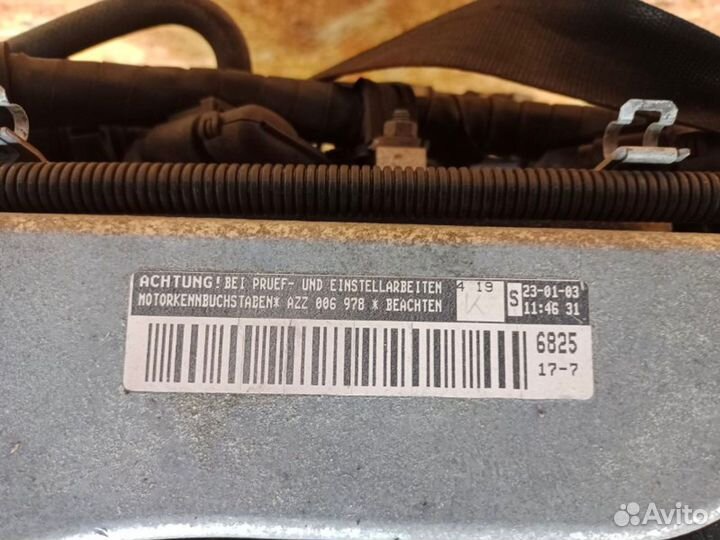 ACHTUNG! BEI PRUEF- UND EINSTELLARBEITEN
MOTORKENNBUCHSTABEN* AZZ 006 978 * BEACHTEN
4 19
K
S
23-01-03
11:46 31
6825
17-7
Avito